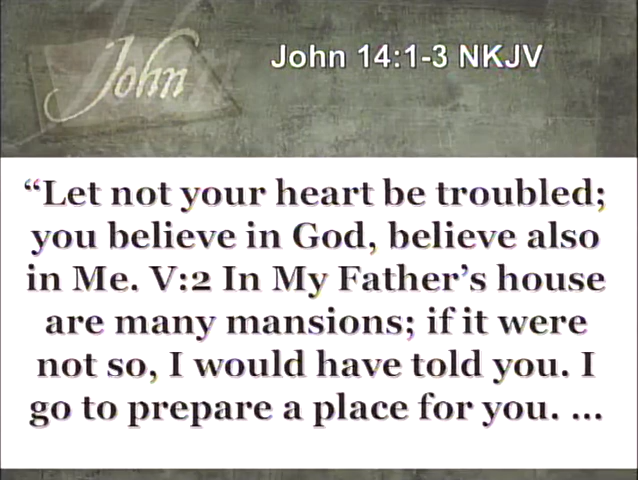 John
John 14:1-3 NKJV
“Let not your heart be troubled;
you believe in God, believe also
in Me. V:2 In My Father’s house
are many mansions; if it were
not so, I would have told you. I
go to prepare a place for you. ...